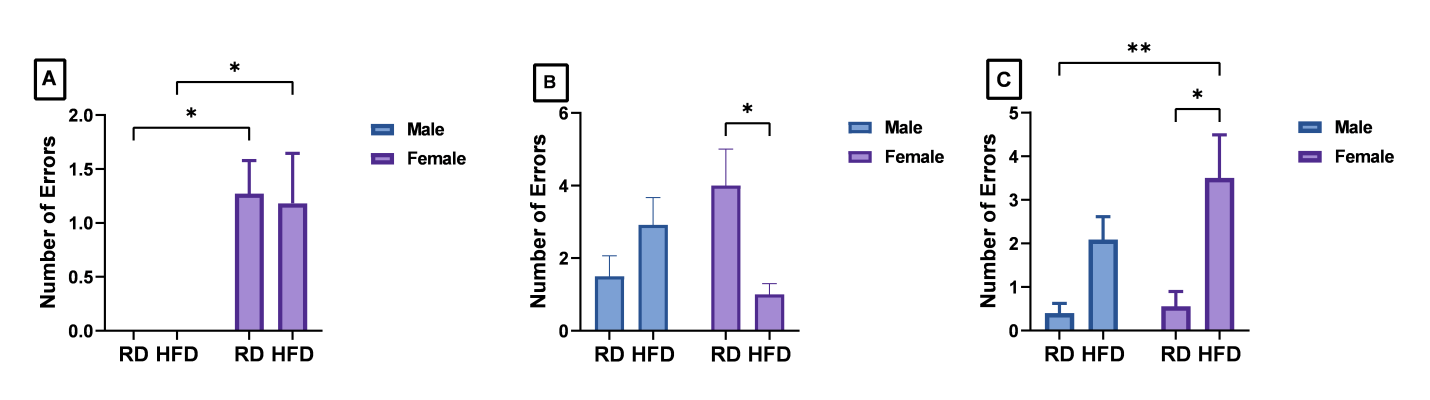 A
*
*
Number of Errors
2.0
1.5
1.0
0.5
0.0
RD HFD RD HFD
Male
Female
B
*
Number of Errors
6
4
2
0
RD HFD RD HFD
Male
Female
C
**
*
Number of Errors
5
4
3
2
1
0
RD HFD RD HFD
Male
Female